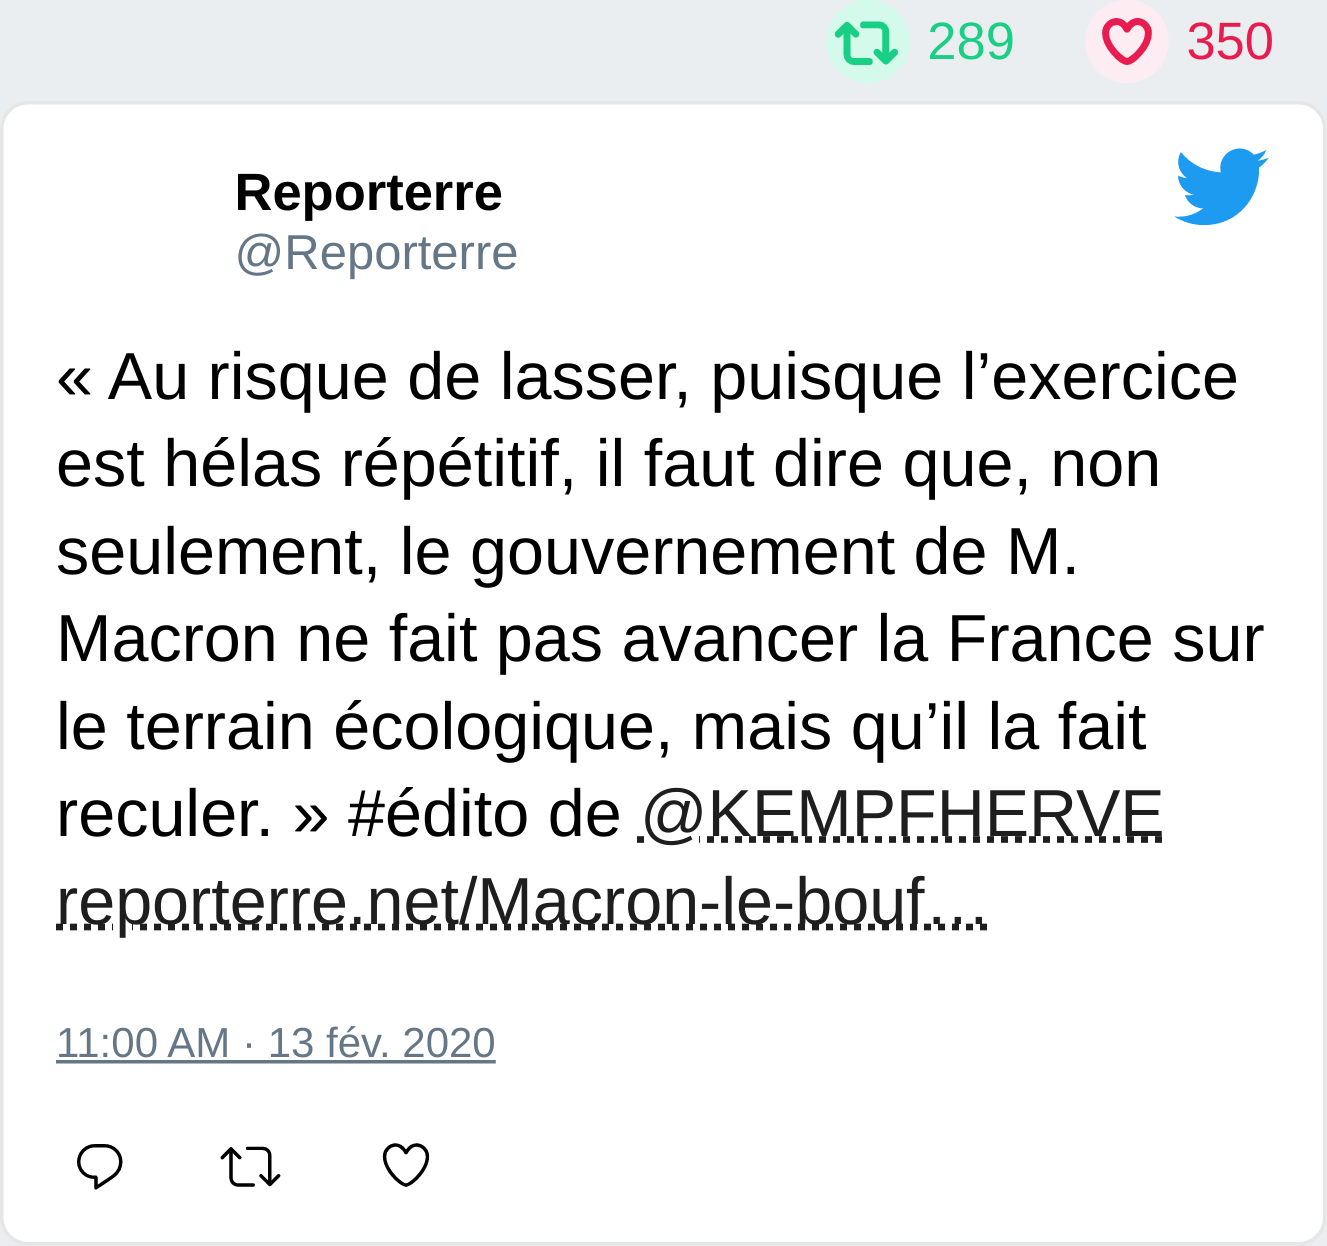 289 350
Reporterre
@Reporterre
« Au risque de lasser, puisque l’exercice
est hélas répétitif, il faut dire que, non
seulement, le gouvernement de M.
Macron ne fait pas avancer la France sur
le terrain écologique, mais qu’il la fait
reculer. » #édito de @KEMPFHERVE
reporterre.net/Macron-le-bouf…
11:00 AM · 13 fév. 2020